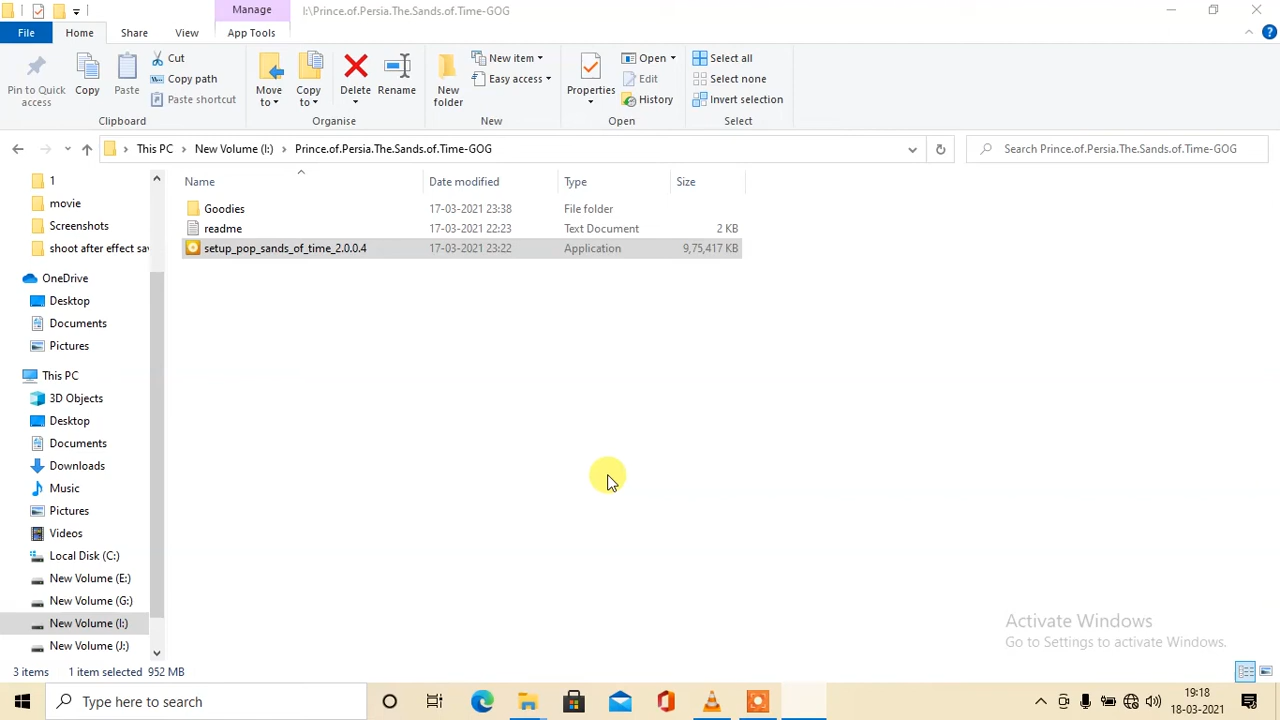 Manage
I:\Prince.of.Persia.The.Sands.of.Time-GOG
File
Home
Share
View
App Tools
Pin to Quick access
Copy
Paste
Cut
Copy path
Paste shortcut
Move to
Copy to
Delete
Rename
New folder
New item
Easy access
Properties
Open
Edit
History
Select all
Select none
Invert selection
Clipboard
Organise
New
Open
Select
This PC
New Volume (I:)
Prince.of.Persia.The.Sands.of.Time-GOG
Search Prince.of.Persia.The.Sands.of.Time-GOG
Name
Date modified
Type
Size
Goodies
17-03-2021 23:38
File folder
readme
17-03-2021 22:23
Text Document
2 KB
setup_pop_sands_of_time_2.0.0.4
17-03-2021 23:22
Application
9,75,417 KB
1
movie
Screenshots
shoot after effect sav
OneDrive
Desktop
Documents
Pictures
This PC
3D Objects
Desktop
Documents
Downloads
Music
Pictures
Videos
Local Disk (C:)
New Volume (E:)
New Volume (G:)
New Volume (I:)
New Volume (J:)
Activate Windows
Go to Settings to activate Windows.
3 items
1 item selected
952 MB
Type here to search
19:18
18-03-2021